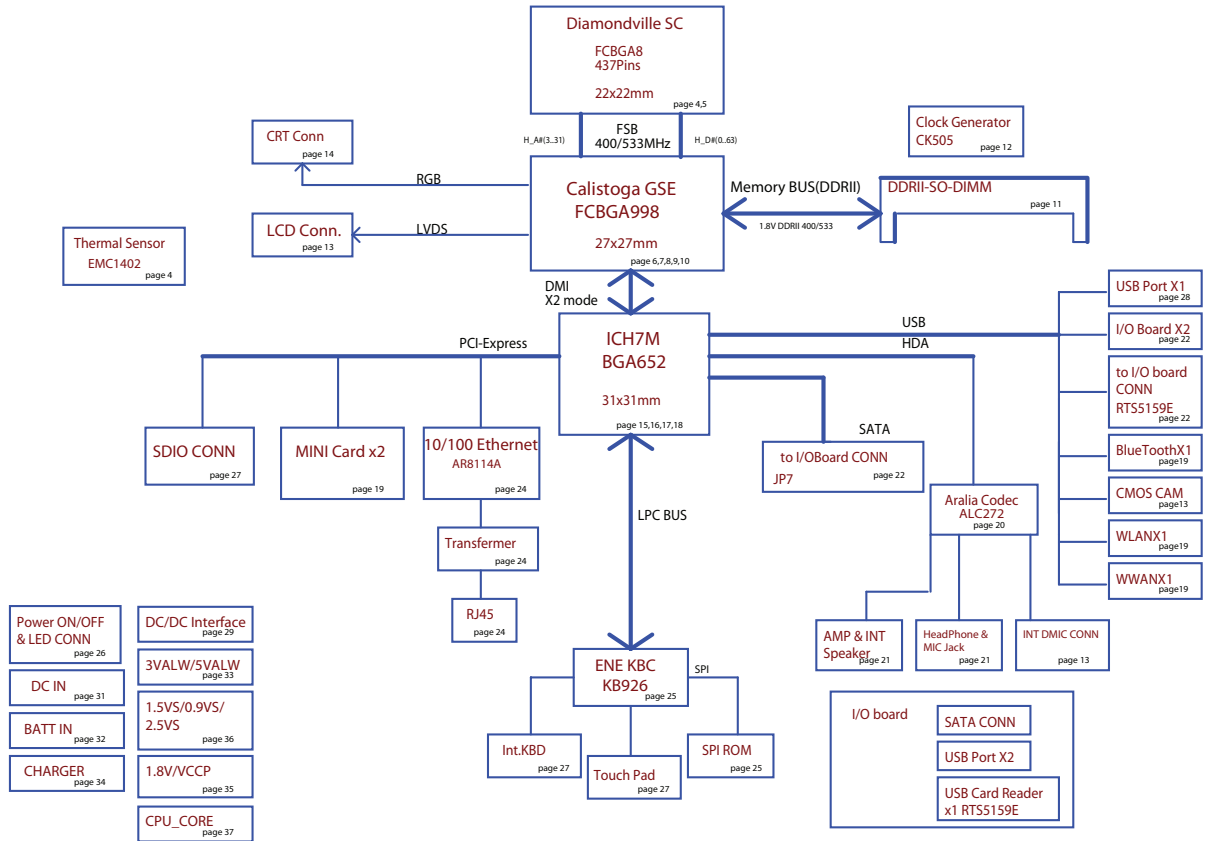 Diamondville SC
FCBGA8
437Pins
22x22mm
page 4,5
H_A#(3..31)
FSB
400/533MHz
H_D#(0..63)
CRT Conn
page 14
Clock Generator
CK505
page 12
RGB
Calistoga GSE
FCBGA998
27x27mm
page 6,7,8,9,10
Memory BUS(DDRII)
1.8V DDRII 400/533
DDRII-SO-DIMM
page 11
LCD Conn.
page 13
LVDS
Thermal Sensor
EMC1402
page 4
DMI
X2 mode
USB Port X1
page 28
ICH7M
BGA652
31x31mm
page 15,16,17,18
PCI-Express
USB
HDA
I/O Board X2
page 22
to I/O board
CONN
RTS5159E
page 22
SATA
SDIO CONN
page 27
MINI Card x2
page 19
10/100 Ethernet
AR8114A
page 24
to I/OBoard CONN
JP7
page 22
BlueToothX1
page19
CMOS CAM
page13
Aralia Codec
ALC272
page 20
LPC BUS
Transfermer
page 24
WLANX1
page19
WWANX1
page19
RJ45
page 24
Power ON/OFF
& LED CONN
page 26
DC/DC Interface
page 29
AMP & INT
Speaker
page 21
HeadPhone &
MIC Jack
page 21
INT DMIC CONN
page 13
3VALW/5VALW
page 33
ENE KBC
KB926
page 25
SPI
DC IN
page 31
1.5VS/0.9VS/
2.5VS
page 36
BATT IN
page 32
I/O board
SATA CONN
USB Port X2
USB Card Reader
x1 RTS5159E
Int.KBD
page 27
Touch Pad
page 27
SPI ROM
page 25
CHARGER
page 34
1.8V/VCCP
page 35
CPU_CORE
page 37